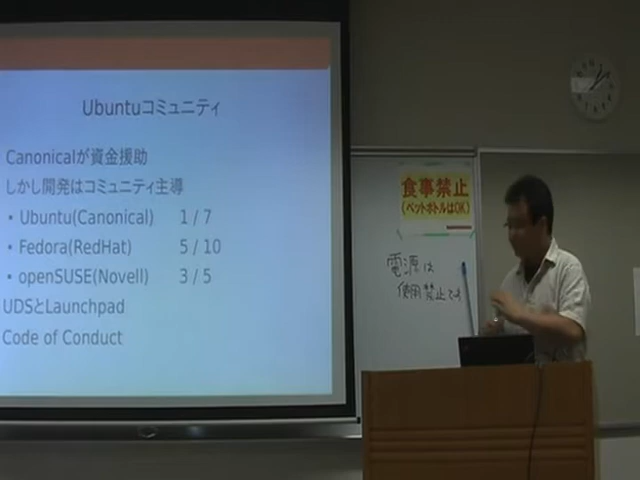 Ubuntuコミュニティ
Canonicalが資金援助
しかし開発はコミュニティ主導
• Ubuntu(Canonical) 1 / 7
• Fedora(RedHat) 5 / 10
• openSUSE(Novell) 3 / 5
UDSとLaunchpad
Code of Conduct
食事禁止
(ペットボトルはOK)
電源は
使用禁止です